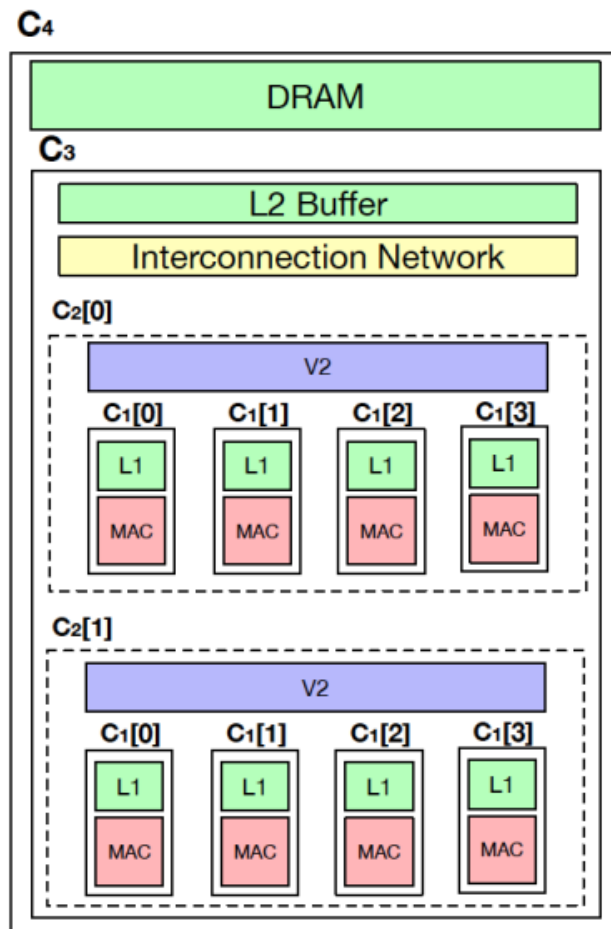 C4
DRAM
C3
L2 Buffer
Interconnection Network
C2[0]
V2
C1[0] C1[1] C1[2] C1[3]
L1 L1 L1 L1
MAC MAC MAC MAC
C2[1]
V2
C1[0] C1[1] C1[2] C1[3]
L1 L1 L1 L1
MAC MAC MAC MAC